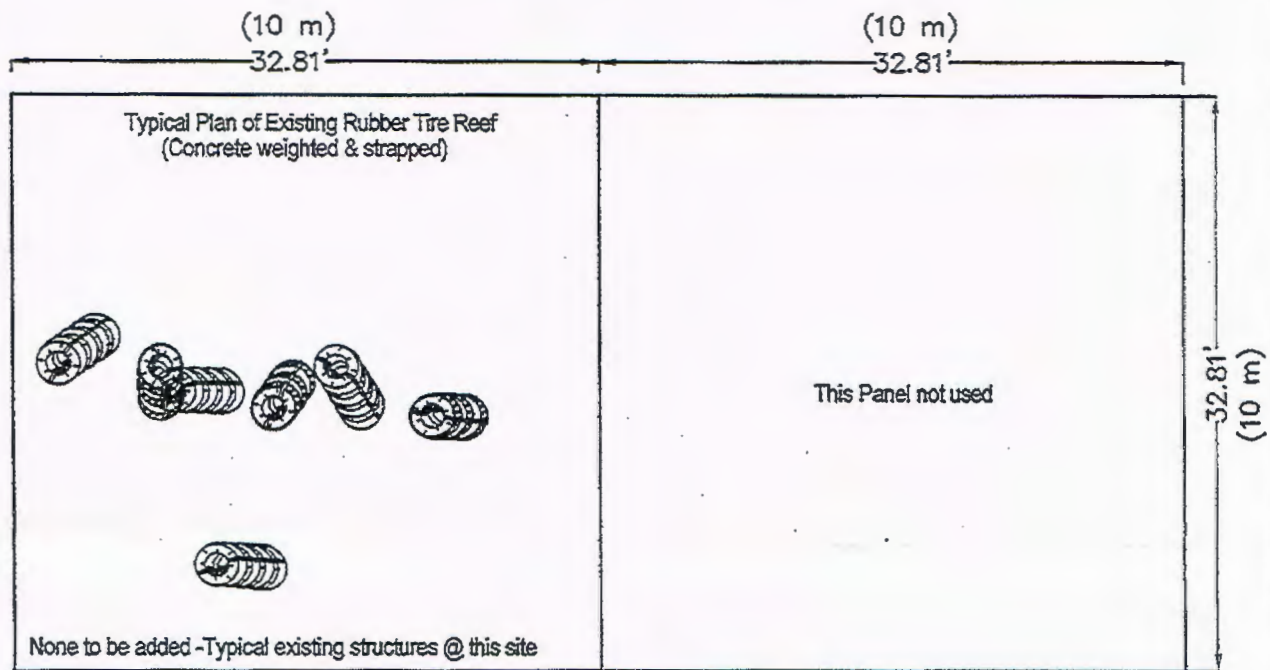 (10 m)
32.81'
(10 m)
32.81'
Typical Plan of Existing Rubber Tire Reef
(Concrete weighted & strapped)
This Panel not used
32.81'
(10 m)
None to be added -Typical existing structures @ this site